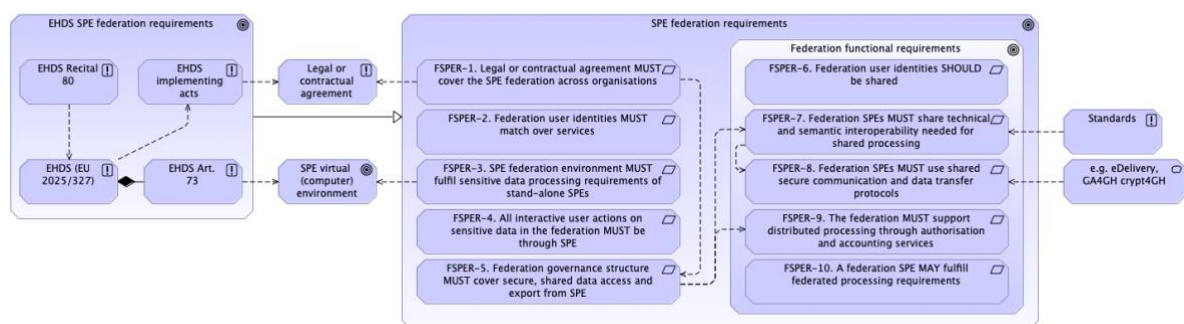 EHDS SPE federation requirements
EHDS Recital
80
EHDS
implementing
acts
EHDS (EU
2025/327)
EHDS Art.
73
Legal or
contractual
agreement
SPE virtual
(computer)
environment
SPE federation requirements
FSPER-1. Legal or contractual agreement MUST
cover the SPE federation across organisations
FSPER-2. Federation user identities MUST
match over services
FSPER-3. SPE federation environment MUST
fulfil sensitive data processing requirements of
stand-alone SPEs
FSPER-4. All interactive user actions on
sensitive data in the federation MUST be
through SPE
FSPER-5. Federation governance structure
MUST cover secure, shared data access and
export from SPE
Federation functional requirements
FSPER-6. Federation user identities SHOULD
be shared
FSPER-7. Federation SPEs MUST share technical
and semantic interoperability needed for
shared processing
FSPER-8. Federation SPEs MUST use shared
secure communication and data transfer
protocols
FSPER-9. The federation MUST support
distributed processing through authorisation
and accounting services
FSPER-10. A federation SPE MAY fulfill
federated processing requirements
Standards
e.g. eDelivery,
GA4GH crypt4GH